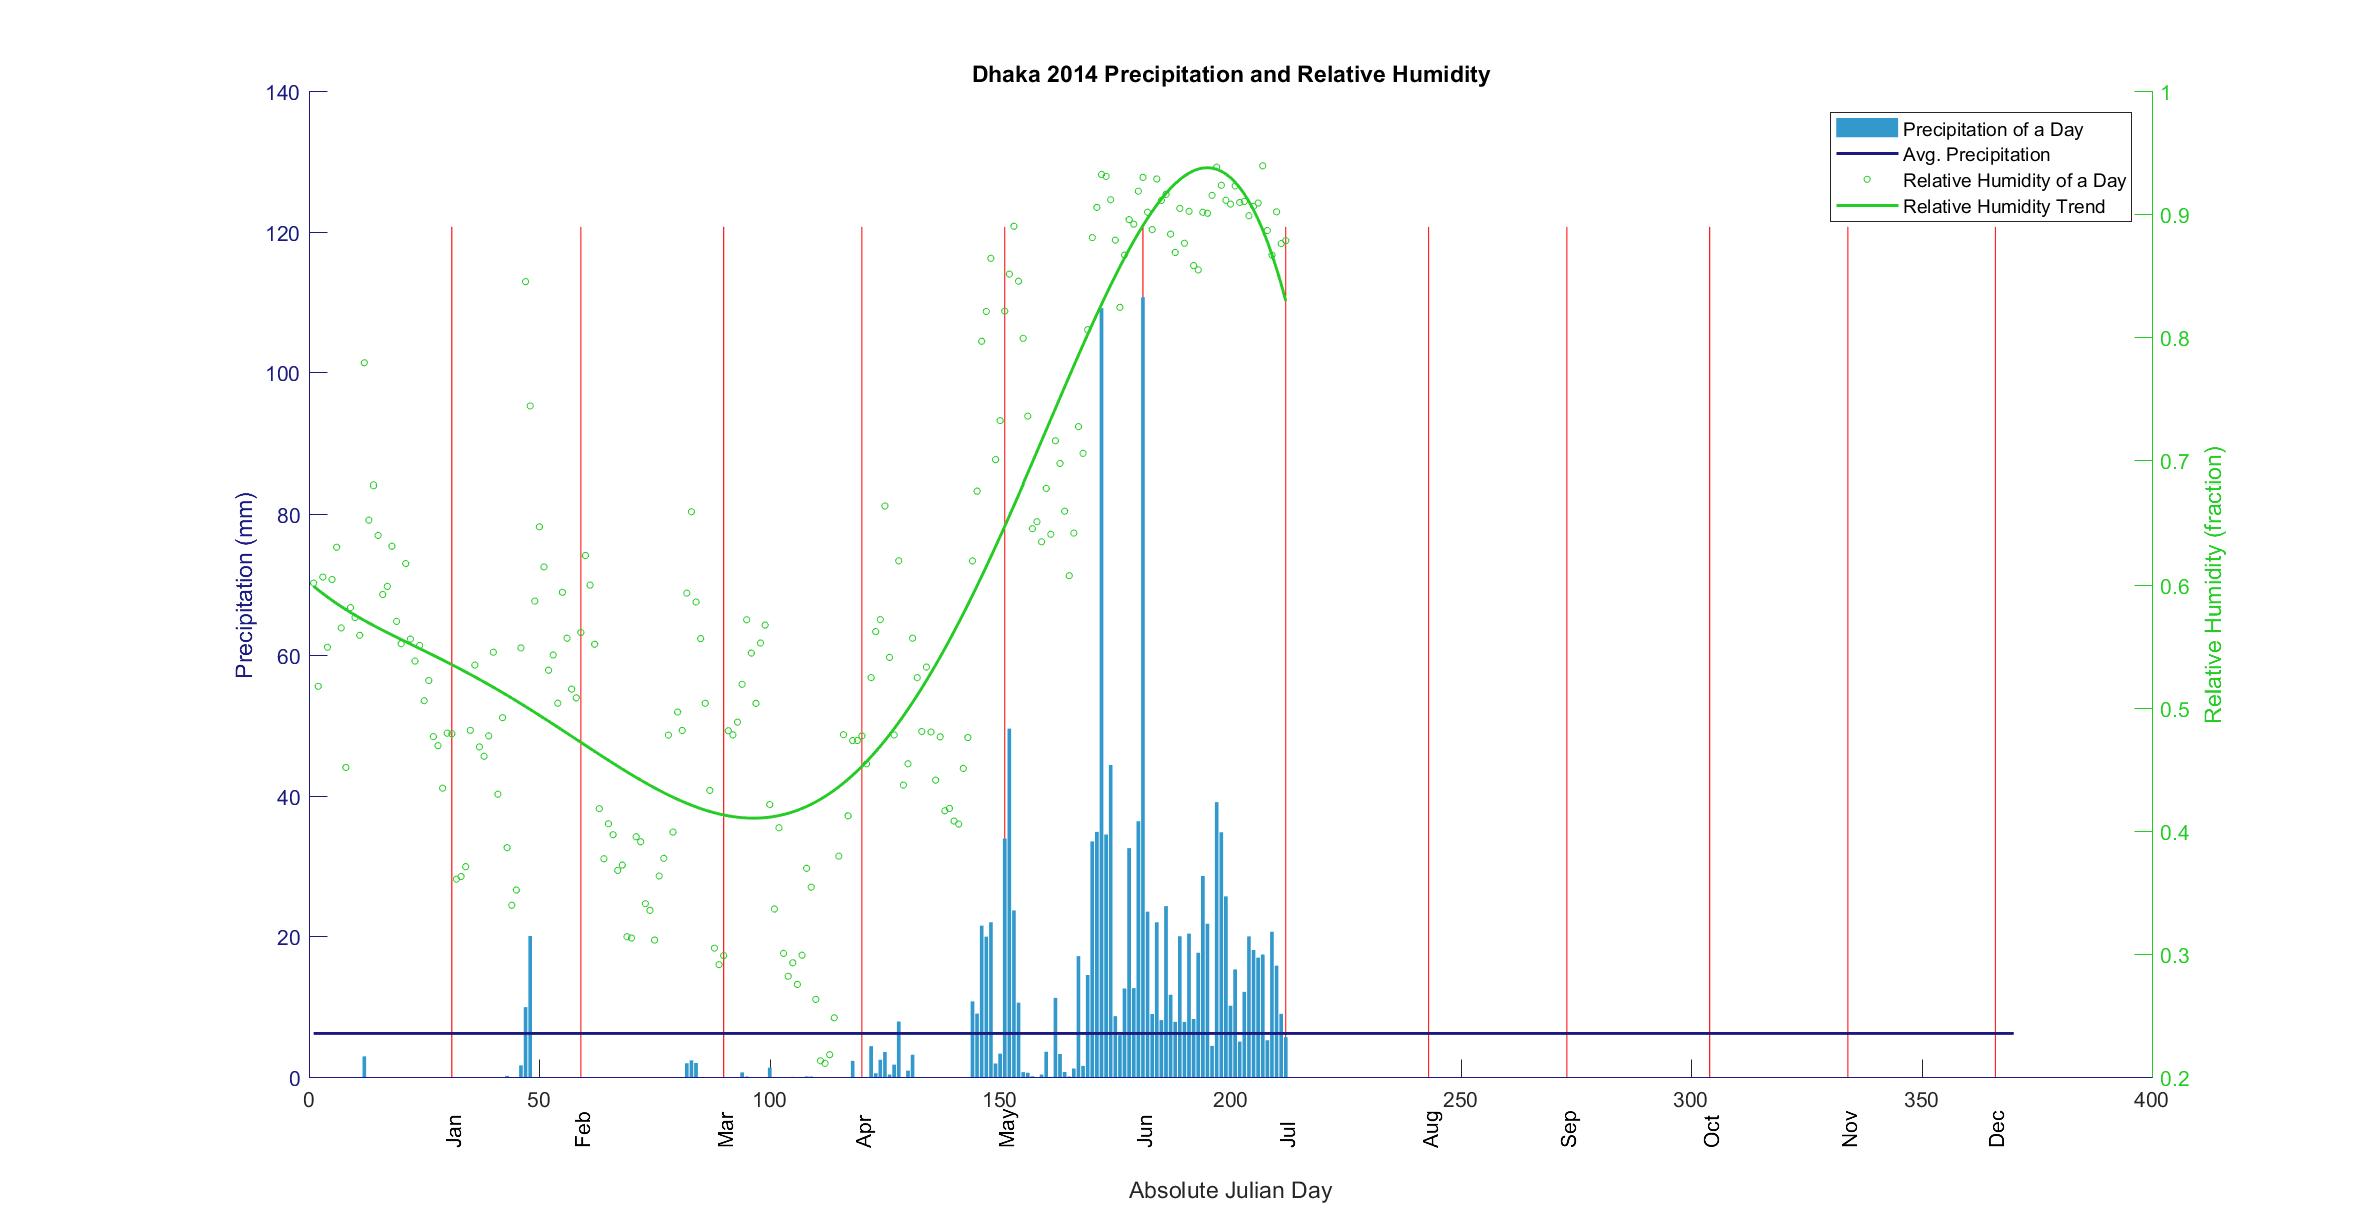 Dhaka 2014 Precipitation and Relative Humidity
Precipitation of a Day
Avg. Precipitation
Relative Humidity of a Day
Relative Humidity Trend
Precipitation (mm)
140
120
100
80
60
40
20
0
Relative Humidity (fraction)
1
0.9
0.8
0.7
0.6
0.5
0.4
0.3
0.2
0 50 100 150 200 250 300 350 400
Jan Feb Mar Apr May Jun Jul Aug Sep Oct Nov Dec
Absolute Julian Day